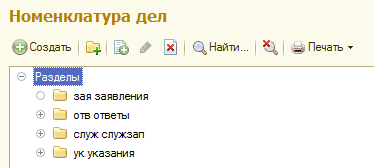 Номенклатура дел
Создать Найти... Печать
Разделы
зая заявления
отв ответы
служ служзап
ук указания